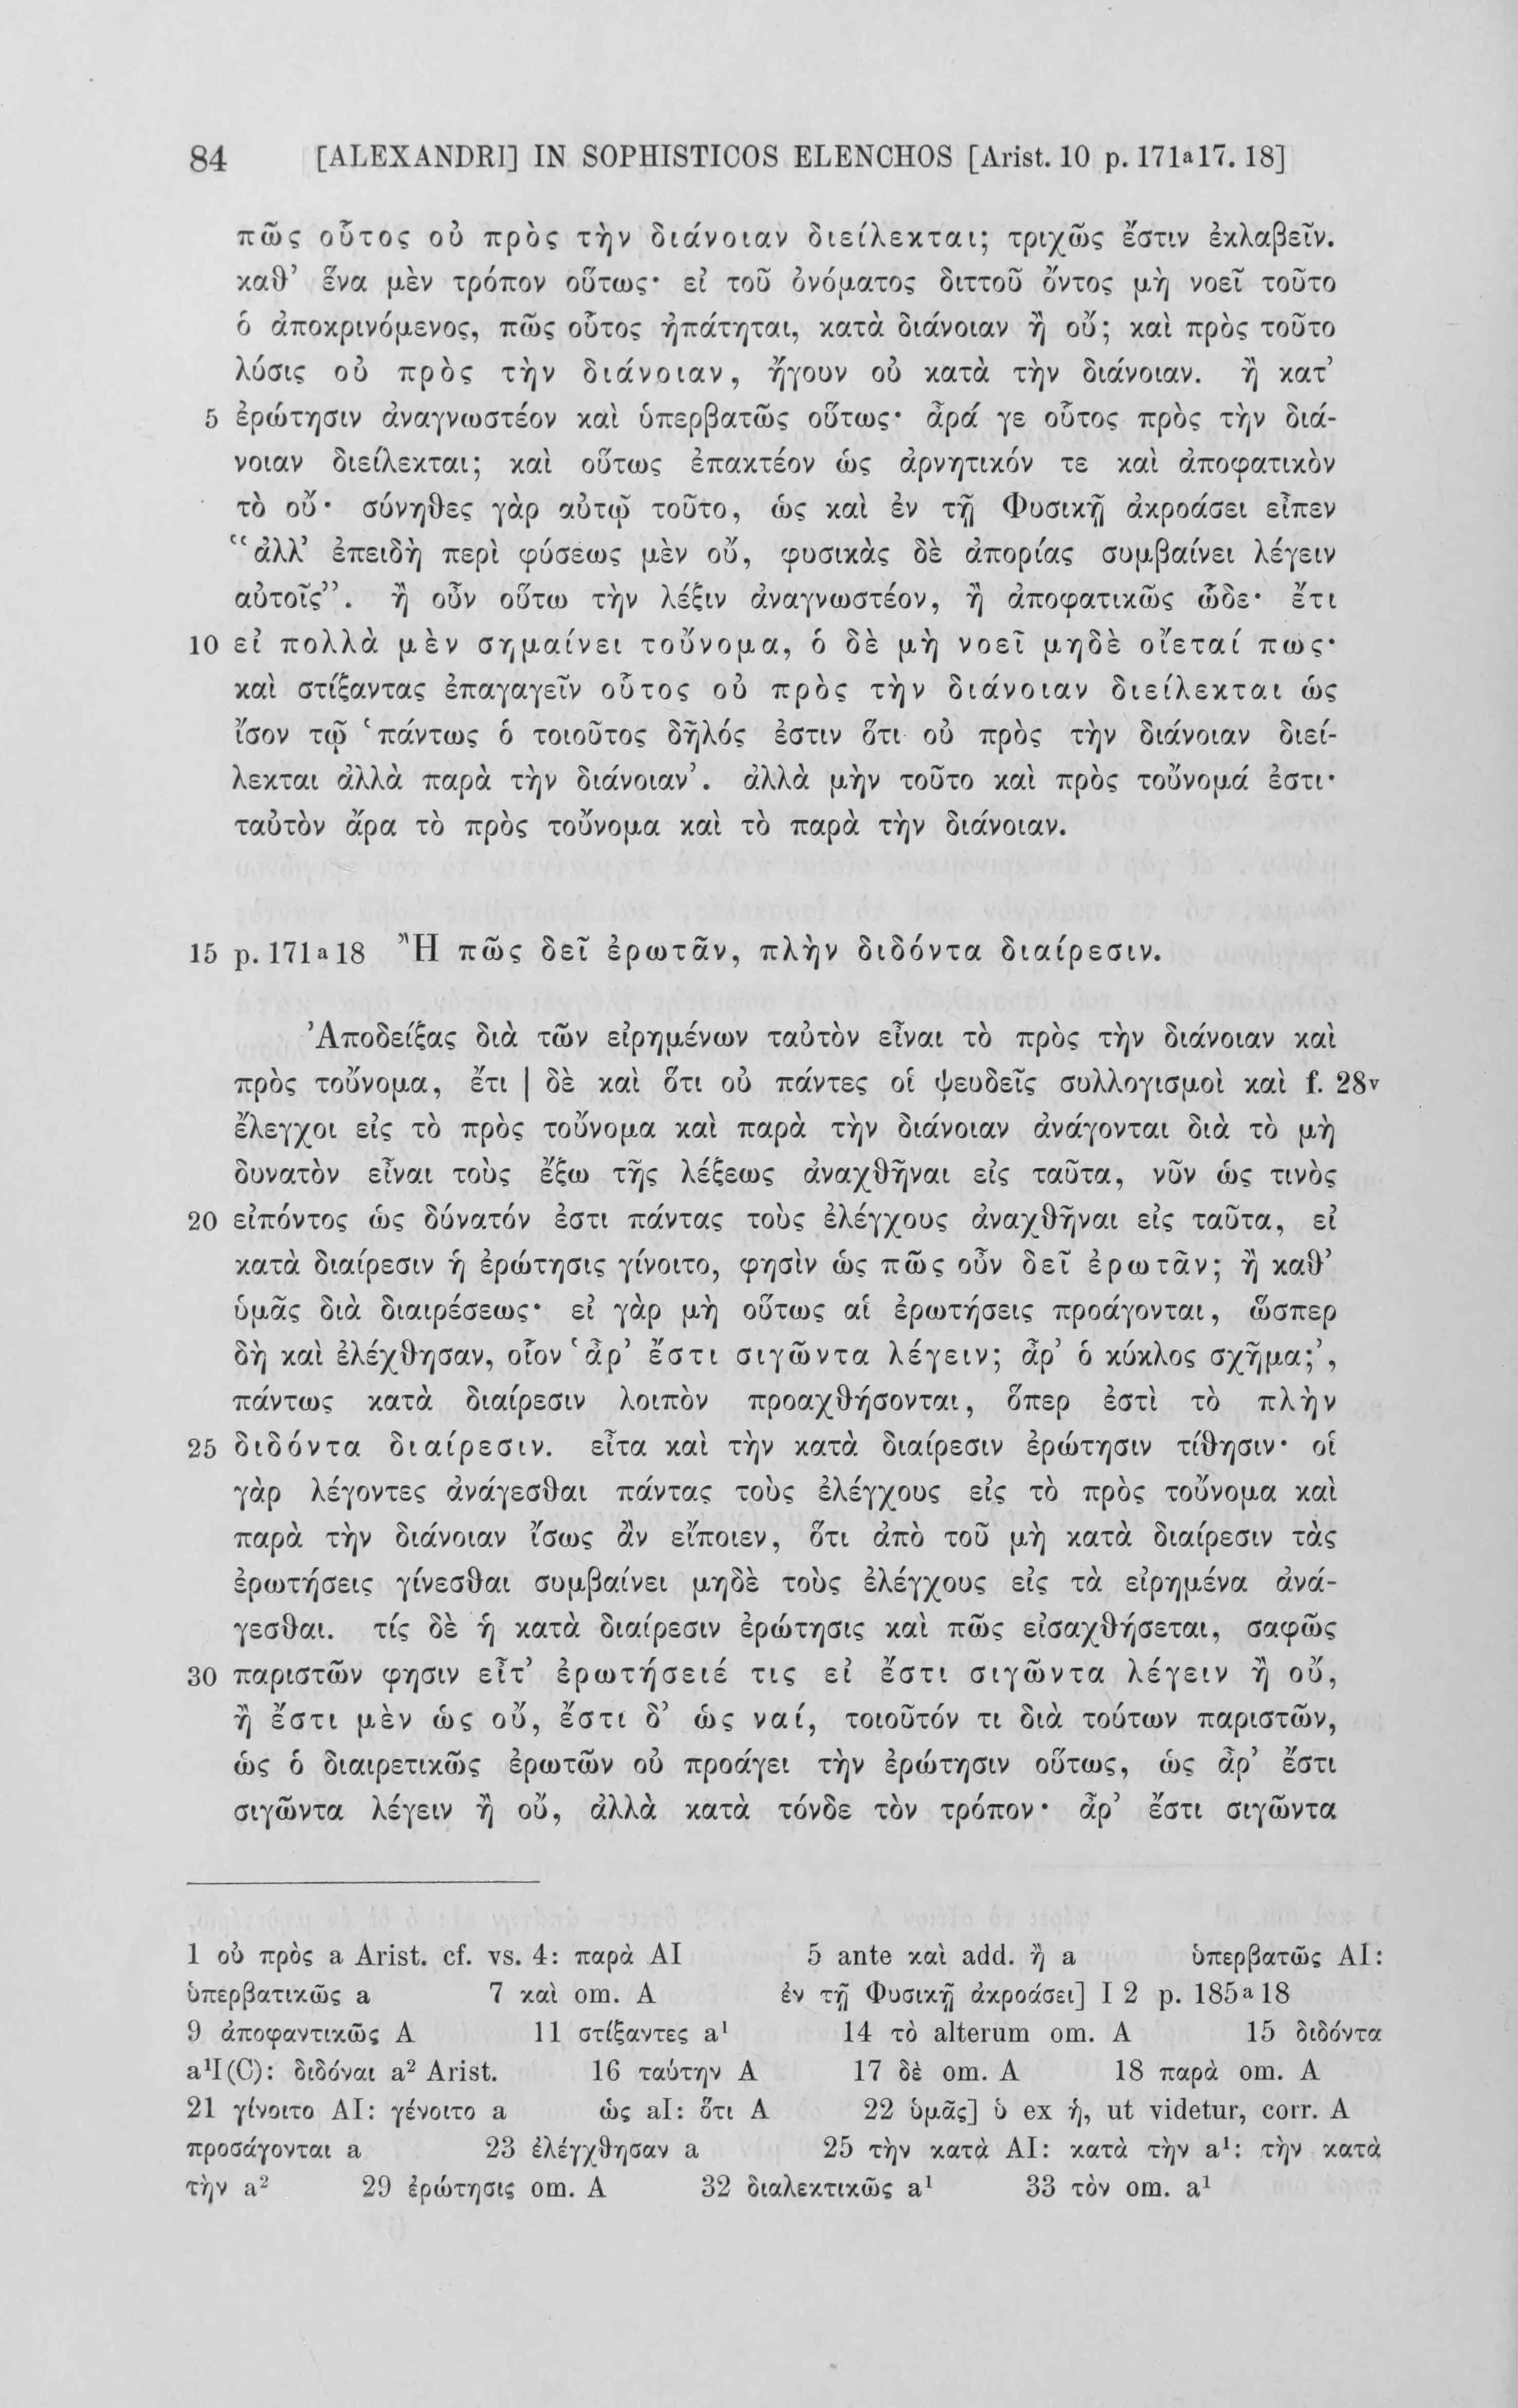 84 [ALEXANDRI] IN SOPHISTICOS ELENCHOS [Arist. 10 p. 171ᵃ17. 18]
πῶς οὗτος οὐ πρὸς τὴν διάνοιαν διείλεκται; τριχῶς ἔστιν ἐκλαβεῖν.
καθ’ ἕνα μὲν τρόπον οὕτως· εἰ τοῦ ὀνόματος διττοῦ ὄντος μὴ νοεῖ τοῦτο
ὁ ἀποκρινόμενος, πῶς οὗτος ἠπάτηται, κατὰ διάνοιαν ἢ οὔ; καὶ πρὸς τοῦτο
λύσις οὐ πρὸς τὴν διάνοιαν, ἤγουν οὐ κατὰ τὴν διάνοιαν. ἢ κατ’
5 ἐρώτησιν ἀναγνωστέον καὶ ὑπερβατῶς οὕτως· ἆρά γε οὗτος πρὸς τὴν διά-
νοιαν διείλεκται; καὶ οὕτως ἐπακτέον ὡς ἀρνητικόν τε καὶ ἀποφατικὸν
τὸ οὔ· σύνηθες γὰρ αὐτῷ τοῦτο, ὡς καὶ ἐν τῇ Φυσικῇ ἀκροάσει εἶπεν
“ἀλλ’ ἐπειδὴ περὶ φύσεως μὲν οὔ, φυσικὰς δὲ ἀπορίας συμβαίνει λέγειν
αὐτοῖς”. ἢ οὖν οὕτω τὴν λέξιν ἀναγνωστέον, ἢ ἀποφατικῶς ὧδε· ἔτι
10 εἰ πολλὰ μὲν σημαίνει τοὔνομα, ὁ δὲ μὴ νοεῖ μηδὲ οἴεταί πως·
καὶ στίξαντας ἐπαγαγεῖν οὗτος οὐ πρὸς τὴν διάνοιαν διείλεκται ὡς
ἴσον τῷ ‘πάντως ὁ τοιοῦτος δῆλός ἐστιν ὅτι οὐ πρὸς τὴν διάνοιαν διεί-
λεκται ἀλλὰ παρὰ τὴν διάνοιαν’. ἀλλὰ μὴν τοῦτο καὶ πρὸς τοὔνομά ἐστι·
ταὐτὸν ἄρα τὸ πρὸς τοὔνομα καὶ τὸ παρὰ τὴν διάνοιαν.
15 p. 171ᵃ18 Ἢ πῶς δεῖ ἐρωτᾶν, πλὴν διδόντα διαίρεσιν.
Ἀποδείξας διὰ τῶν εἰρημένων ταὐτὸν εἶναι τὸ πρὸς τὴν διάνοιαν καὶ
πρὸς τοὔνομα, ἔτι | δὲ καὶ ὅτι οὐ πάντες οἱ ψευδεῖς συλλογισμοὶ καὶ f. 28v
ἔλεγχοι εἰς τὸ πρὸς τοὔνομα καὶ παρὰ τὴν διάνοιαν ἀνάγονται διὰ τὸ μὴ
δυνατὸν εἶναι τοὺς ἔξω τῆς λέξεως ἀναχθῆναι εἰς ταῦτα, νῦν ὥς τινὸς
20 εἰπόντος ὡς δύνατόν ἐστι πάντας τοὺς ἐλέγχους ἀναχθῆναι εἰς ταῦτα, εἰ
κατὰ διαίρεσιν ἡ ἐρώτησις γίνοιτο, φησὶν ὡς πῶς οὖν δεῖ ἐρωτᾶν; ἢ καθ’
ὑμᾶς διὰ διαιρέσεως· εἰ γὰρ μὴ οὕτως αἱ ἐρωτήσεις προάγονται, ὥσπερ
δὴ καὶ ἐλέχθησαν, οἷον ‘ἆρ’ ἔστι σιγῶντα λέγειν; ἆρ’ ὁ κύκλος σχῆμα;’,
πάντως κατὰ διαίρεσιν λοιπὸν προαχθήσονται, ὅπερ ἐστὶ τὸ πλὴν
25 διδόντα διαίρεσιν. εἶτα καὶ τὴν κατὰ διαίρεσιν ἐρώτησιν τίθησιν· οἱ
γὰρ λέγοντες ἀνάγεσθαι πάντας τοὺς ἐλέγχους εἰς τὸ πρὸς τοὔνομα καὶ
παρὰ τὴν διάνοιαν ἴσως ἂν εἴποιεν, ὅτι ἀπὸ τοῦ μὴ κατὰ διαίρεσιν τὰς
ἐρωτήσεις γίνεσθαι συμβαίνει μηδὲ τοὺς ἐλέγχους εἰς τὰ εἰρημένα ἀνά-
γεσθαι. τίς δὲ ἡ κατὰ διαίρεσιν ἐρώτησις καὶ πῶς εἰσαχθήσεται, σαφῶς
30 παριστῶν φησιν εἶτ’ ἐρωτήσειέ τις εἰ ἔστι σιγῶντα λέγειν ἢ οὔ,
ἢ ἔστι μὲν ὡς οὔ, ἔστι δ’ ὡς ναί, τοιοῦτόν τι διὰ τούτων παριστῶν,
ὡς ὁ διαιρετικῶς ἐρωτῶν οὐ προάγει τὴν ἐρώτησιν οὕτως, ὡς ἆρ’ ἔστι
σιγῶντα λέγειν ἢ οὔ, ἀλλὰ κατὰ τόνδε τὸν τρόπον· ἆρ’ ἔστι σιγῶντα
1 οὐ πρὸς a Arist. cf. vs. 4: παρὰ AI 5 ante καὶ add. ἢ a ὑπερβατῶς AI:
ὑπερβατικῶς a 7 καὶ om. A ἐν τῇ Φυσικῇ ἀκροάσει] I 2 p. 185ᵃ18
9 ἀποφαντικῶς A 11 στίξαντες a¹ 14 τὸ alterum om. A 15 διδόντα
a¹I(C): διδόναι a² Arist. 16 ταύτην A 17 δὲ om. A 18 παρὰ om. A
21 γίνοιτο AI: γένοιτο a ὡς aI: ὅτι A 22 ὑμᾶς] ὑ ex ἡ, ut videtur, corr. A
προσάγονται a 23 ἐλέγχθησαν a 25 τὴν κατὰ AI: κατὰ τὴν a¹: τὴν κατὰ
τὴν a² 29 ἐρώτησις om. A 32 διαλεκτικῶς a¹ 33 τὸν om. a¹